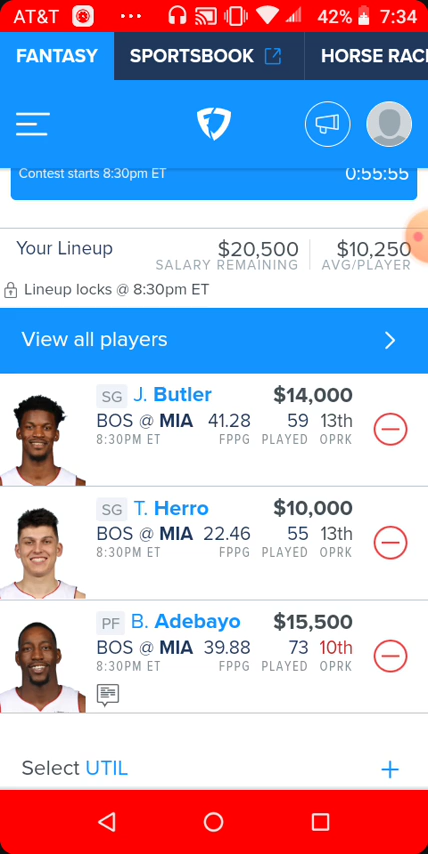 AT&T 42% 7:34
FANTASY SPORTSBOOK HORSE RACI
Contest starts 8:30pm ET 0:55:55
Your Lineup $20,500 $10,250
SALARY REMAINING AVG/PLAYER
Lineup locks @ 8:30pm ET
View all players
SG J. Butler $14,000
BOS @ MIA 41.28 59 13th
8:30PM ET FPPG PLAYED OPRK
SG T. Herro $10,000
BOS @ MIA 22.46 55 13th
8:30PM ET FPPG PLAYED OPRK
PF B. Adebayo $15,500
BOS @ MIA 39.88 73 10th
8:30PM ET FPPG PLAYED OPRK
Select UTIL